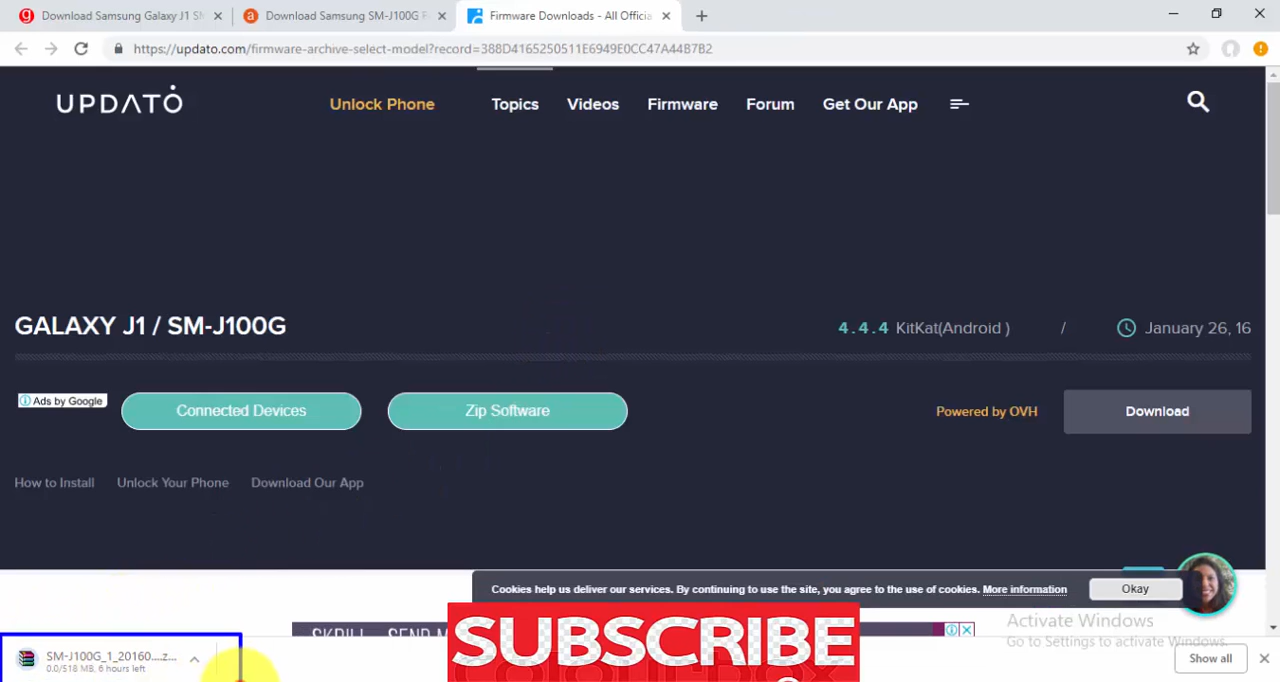 Download Samsung Galaxy J1 SM
Download Samsung SM-J100G F
Firmware Downloads - All Officia
https://updato.com/firmware-archive-select-model?record=388D4165250511E6949E0CC47A44B7B2
UPDATO
Unlock Phone
Topics
Videos
Firmware
Forum
Get Our App
GALAXY J1 / SM-J100G
4.4.4 KitKat(Android )
/
January 26, 16
Ads by Google
Connected Devices
Zip Software
Powered by OVH
Download
How to Install
Unlock Your Phone
Download Our App
Cookies help us deliver our services. By continuing to use the site, you agree to the use of cookies. More information
Okay
Activate Windows
Go to Settings to activate Windows.
SUBSCRIBE
SM-J100G_1_20160....z...
0.0/518 MB, 6 hours left
Show all